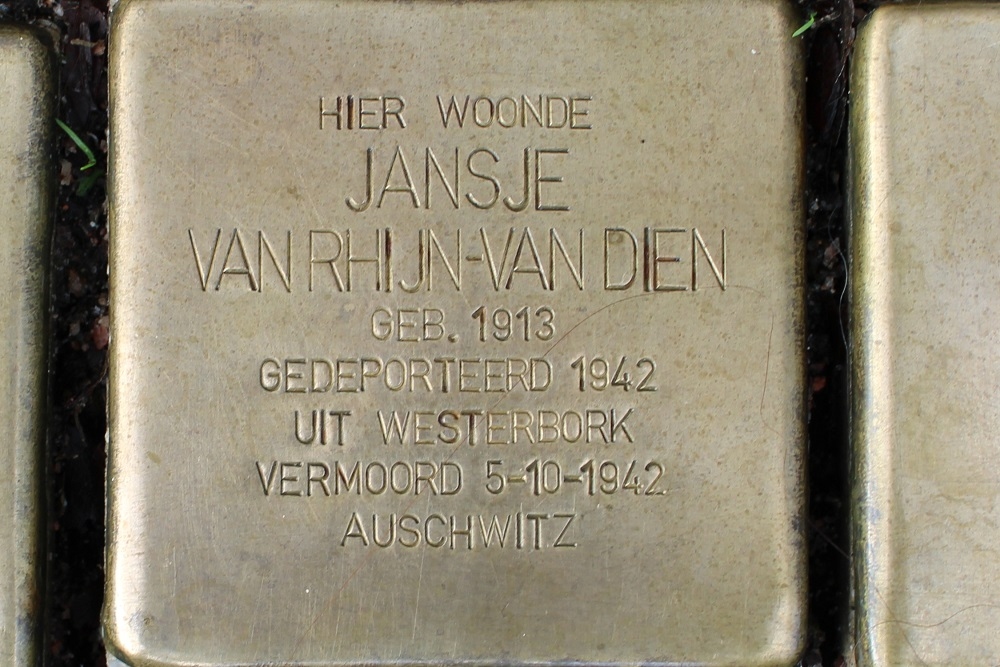 HIER WOONDE
JANSJE
VAN RHIJN-VAN DIEN
GEB. 1913
GEDEPORTEERD 1942
UIT WESTERBORK
VERMOORD 5-10-1942
AUSCHWITZ